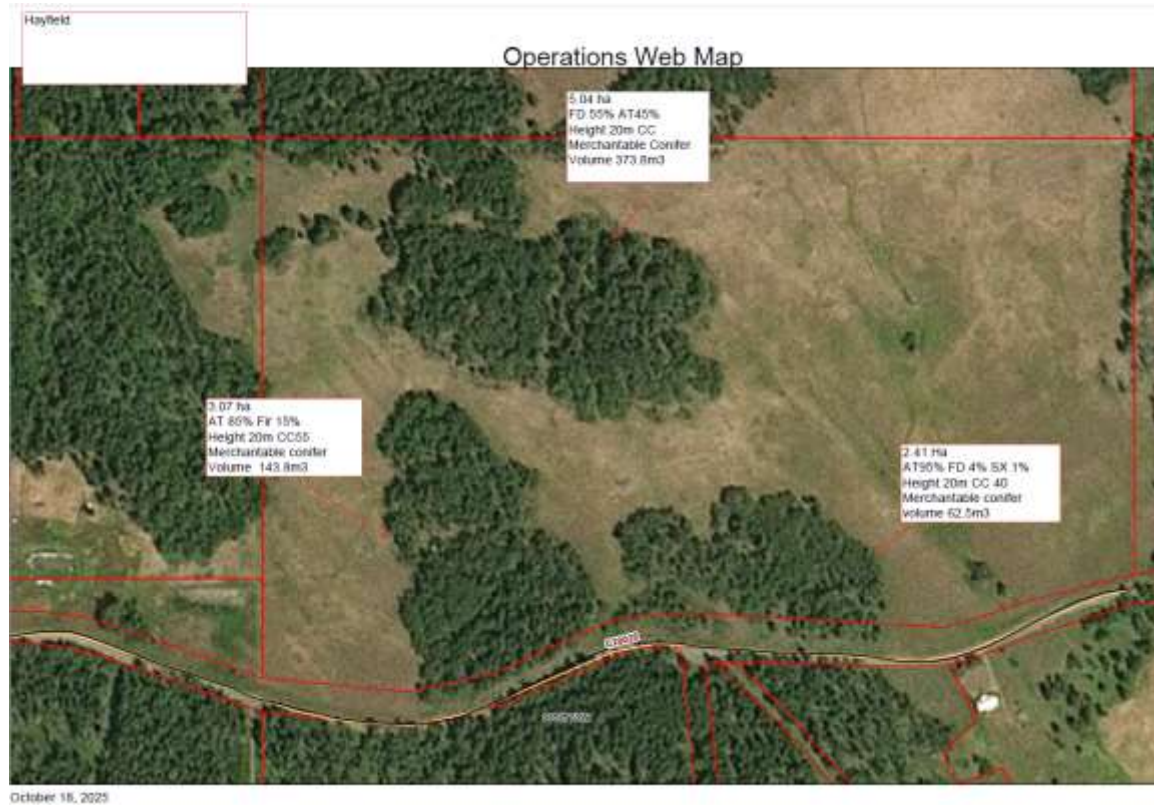 Hayfield
Operations Web Map
5.04 ha
FD 55% AT45%
Height 20m CC
Merchantable Conifer
Volume 373.8m3
3.07 ha
AT 85% Fir 15%
Height 20m CC55
Merchantable conifer
Volume 143.8m3
2.41 Ha
AT95% FD 4% SX 1%
Height 20m CC 40
Merchantable conifer
volume 62.5m3
October 16, 2025